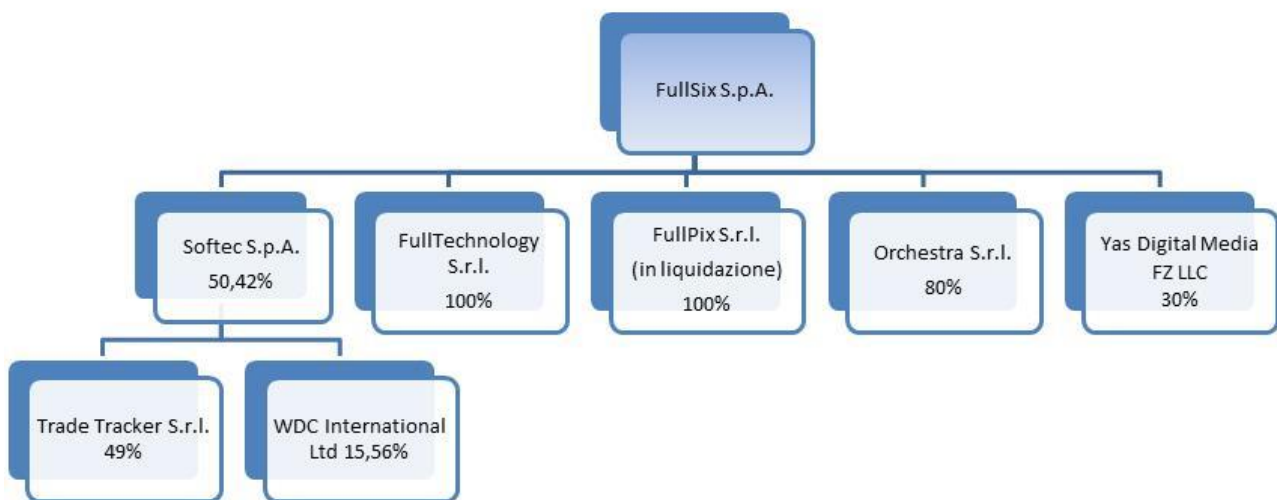 FullSix S.p.A.
Softec S.p.A.
50,42%
FullTechnology
S.r.l.
100%
FullPix S.r.l.
(in liquidazione)
100%
Orchestra S.r.l.
80%
Yas Digital Media
FZ LLC
30%
Trade Tracker S.r.l.
49%
WDC International
Ltd 15,56%